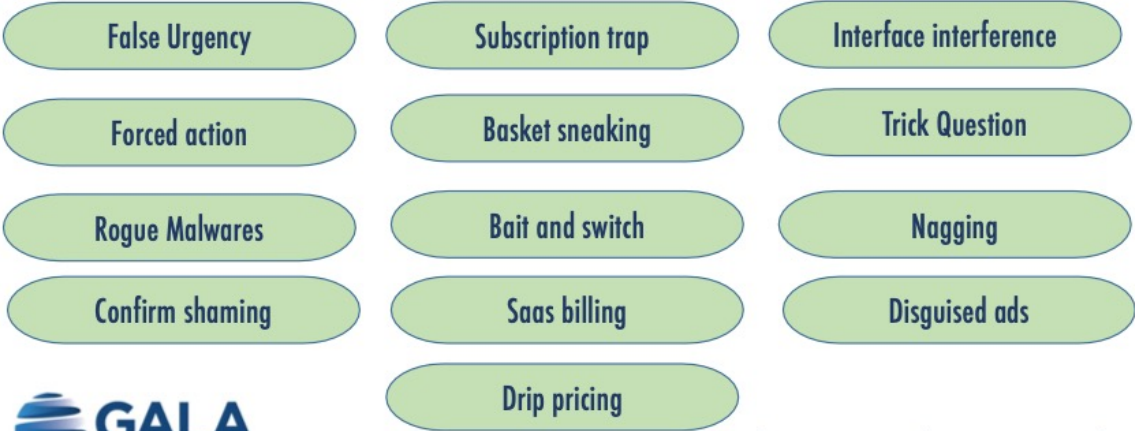 False Urgency
Subscription trap
Interface interference
Forced action
Basket sneaking
Trick Question
Rogue Malwares
Bait and switch
Nagging
Confirm shaming
Saas billing
Disguised ads
Drip pricing
GALA